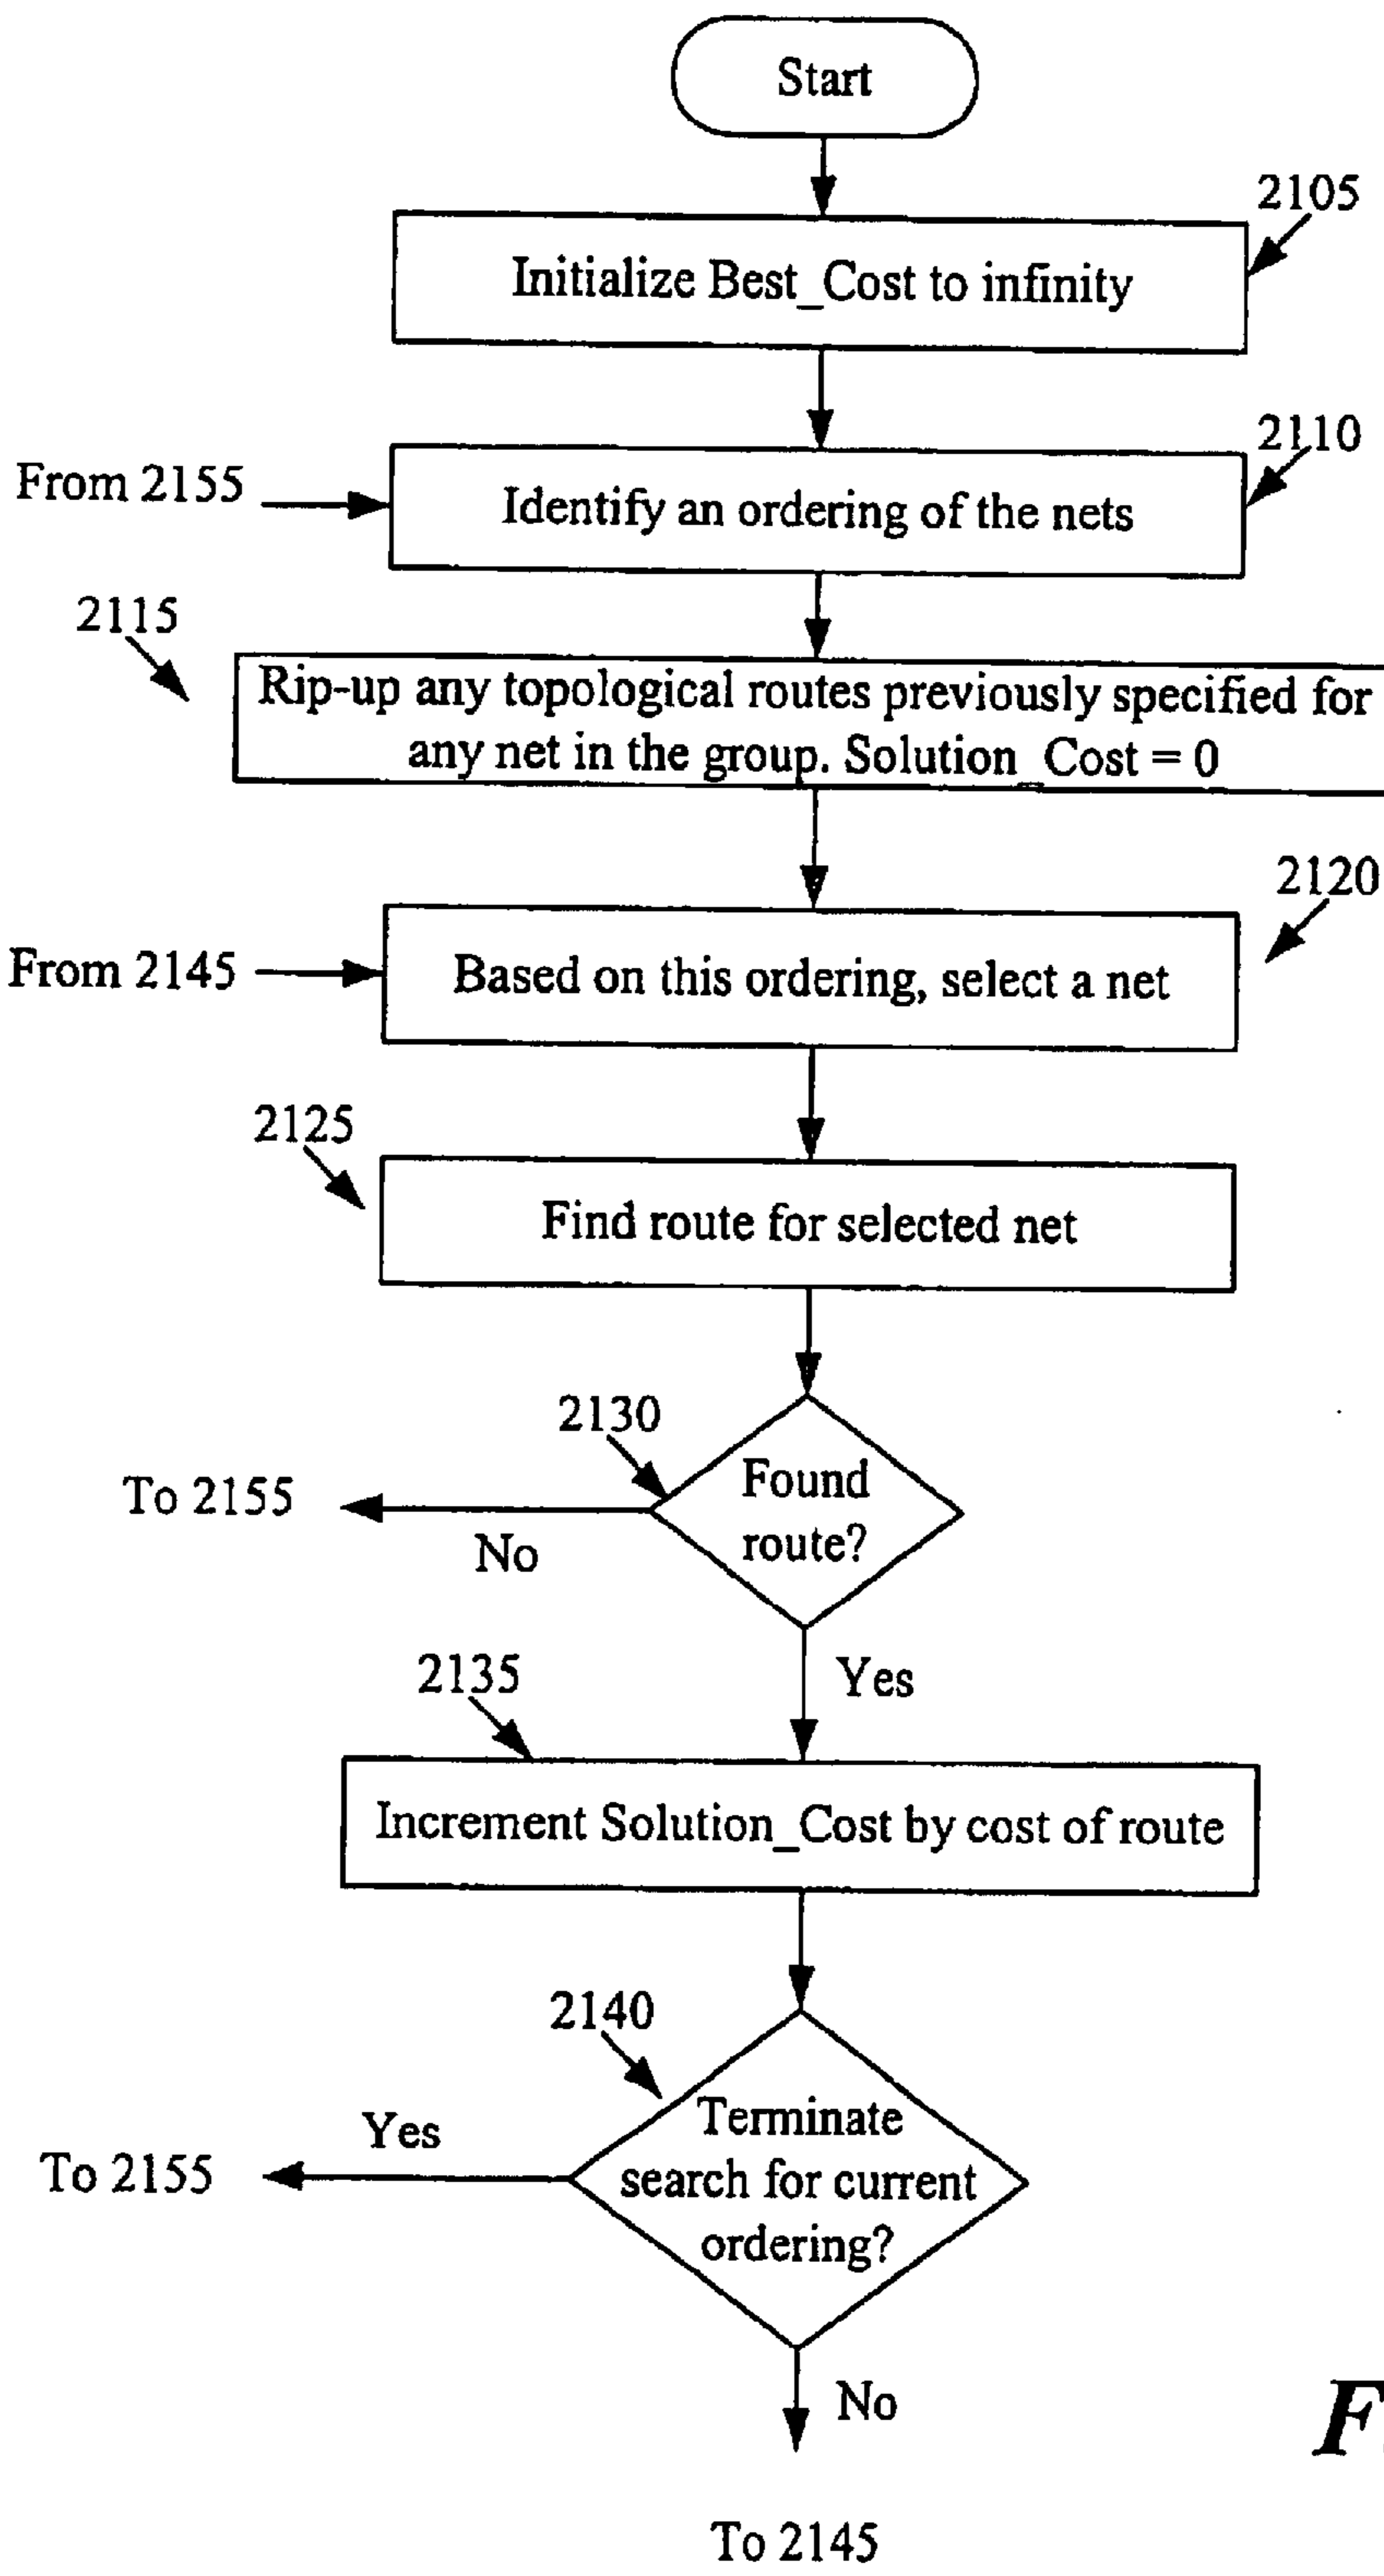 Start
2105
Initialize Best_Cost to infinity
2110
From 2155
Identify an ordering of the nets
2115
Rip-up any topological routes previously specified for
any net in the group. Solution_Cost = 0
2120
From 2145
Based on this ordering, select a net
2125
Find route for selected net
2130
Found
route?
To 2155
No
Yes
2135
Increment Solution_Cost by cost of route
2140
Terminate
search for current
ordering?
Yes
To 2155
No
To 2145